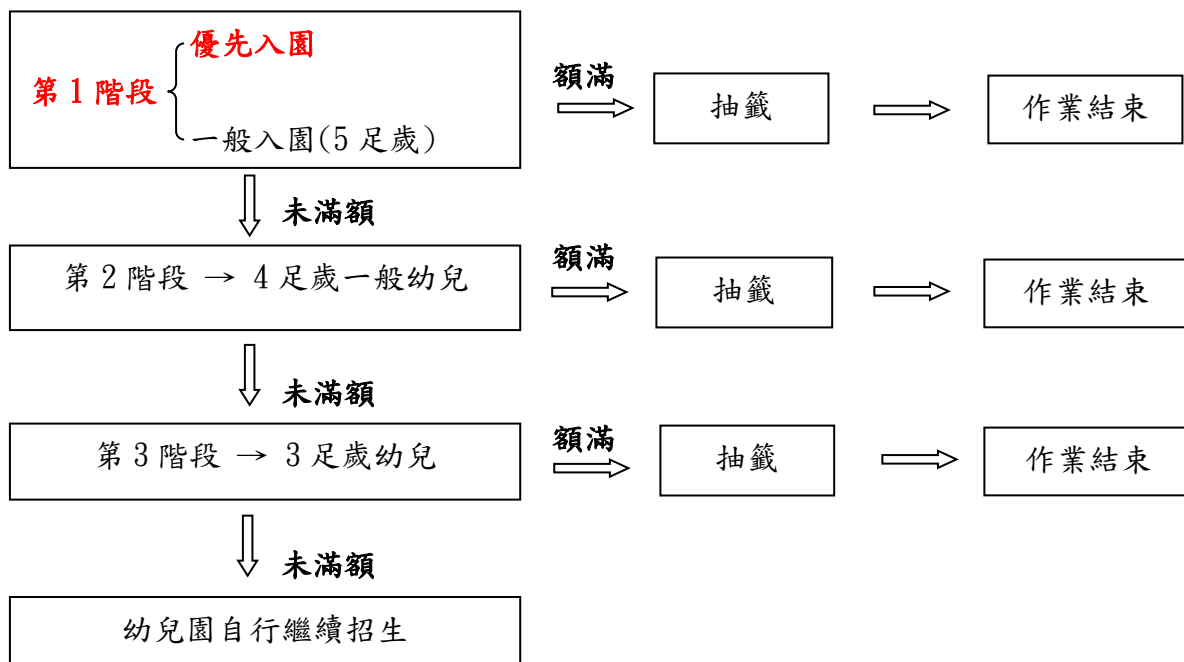 優先入園
第1階段
一般入園(5足歲)
額滿
抽籤
作業結束
未滿額
第2階段 → 4足歲一般幼兒
額滿
抽籤
作業結束
未滿額
第3階段 → 3足歲幼兒
額滿
抽籤
作業結束
未滿額
幼兒園自行繼續招生